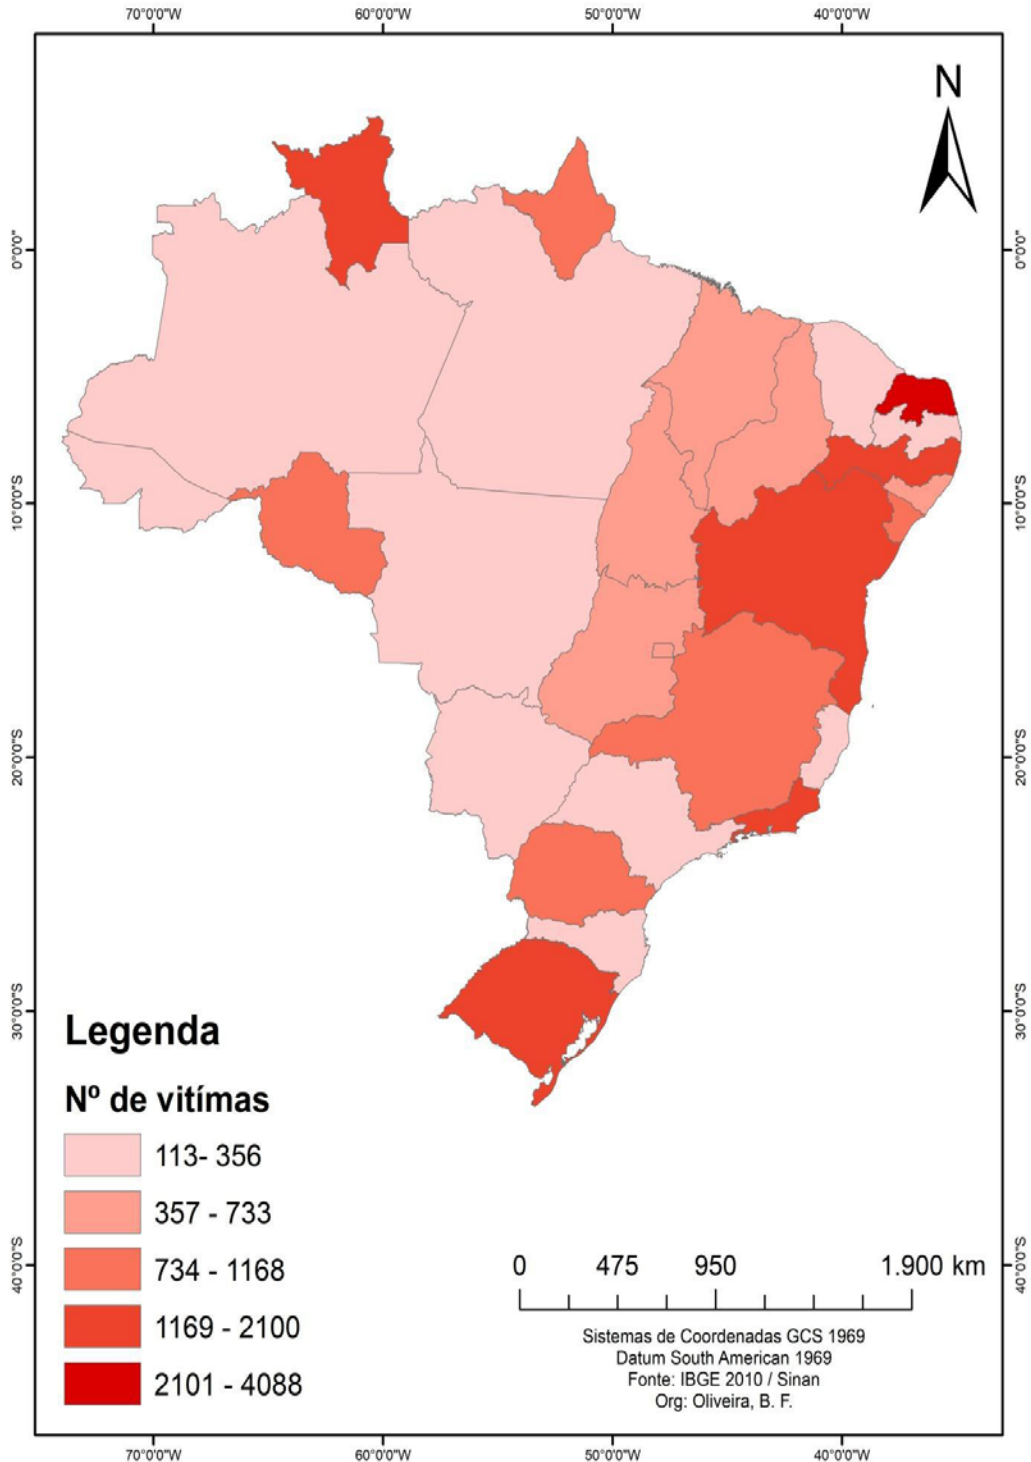 70°0'0"W 60°0'0"W 50°0'0"W 40°0'0"W
N
0°0'0" 0°0'0"
10°0'0"S 10°0'0"S
20°0'0"S 20°0'0"S
30°0'0"S 30°0'0"S
40°0'0"S 40°0'0"S
Legenda
Nº de vitímas
113- 356
357 - 733
734 - 1168
1169 - 2100
2101 - 4088
0 475 950 1.900 km
Sistemas de Coordenadas GCS 1969
Datum South American 1969
Fonte: IBGE 2010 / Sinan
Org: Oliveira, B. F.
70°0'0"W 60°0'0"W 50°0'0"W 40°0'0"W